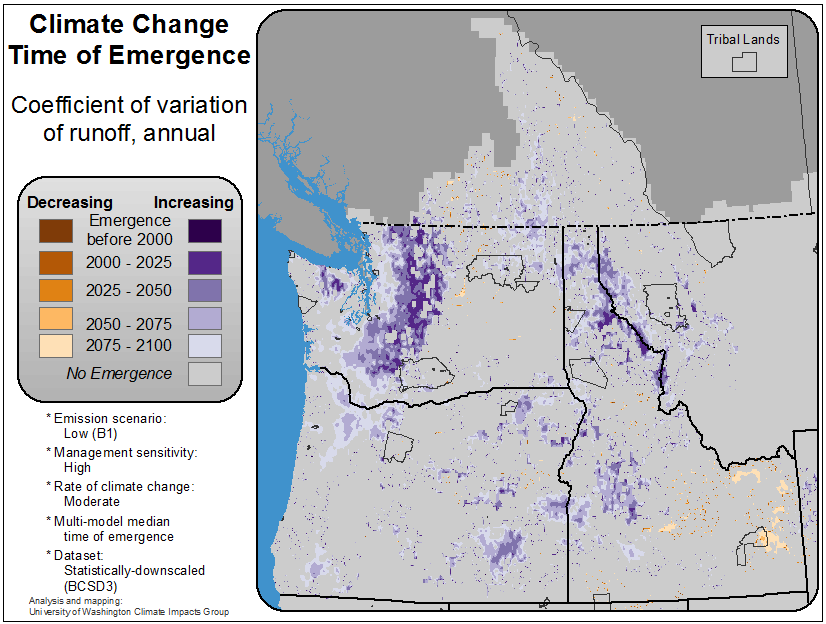 Climate Change
Time of Emergence
Coefficient of variation
of runoff, annual
Decreasing Increasing
Emergence
before 2000
2000 - 2025
2025 - 2050
2050 - 2075
2075 - 2100
No Emergence
* Emission scenario:
Low (B1)
* Management sensitivity:
High
* Rate of climate change:
Moderate
* Multi-model median
time of emergence
* Dataset:
Statistically-downscaled
(BCSD3)
Analysis and mapping:
University of Washington Climate Impacts Group
Tribal Lands